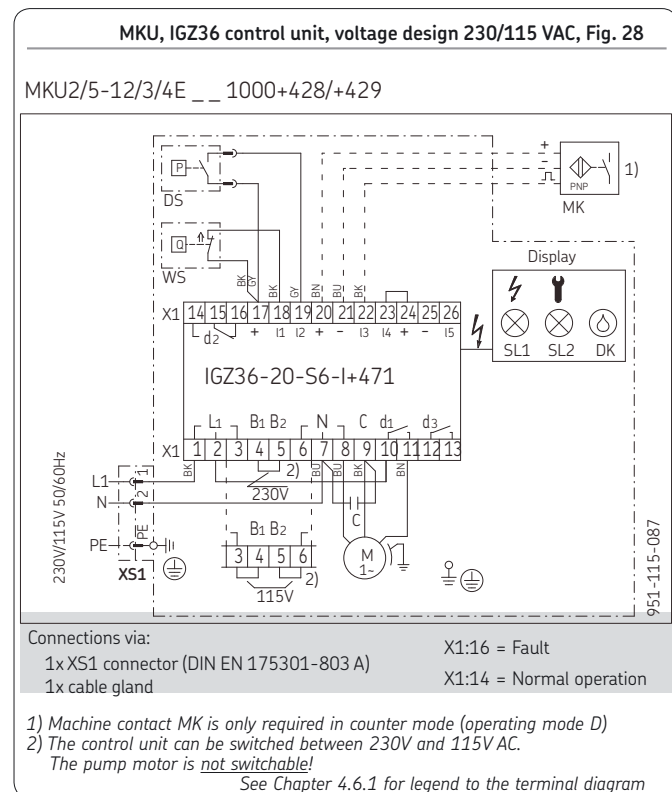 MKU, IGZ36 control unit, voltage design 230/115 VAC, Fig. 28
MKU2/5-12/3/4E _ _ 1000+428/+429
P
DS
+
-
PNP
MK
1)
Q
WS
BK
GY
BK
GY
BN
BU
BK
Display
X1 14 15 16 17 18 19 20 21 22 23 24 25 26
d2 + I1 I2 + - I3 I4 + - I5
SL1 SL2 DK
IGZ36-20-S6-I+471
L1 B1 B2 N C d1 d3
X1 1 2 3 4 5 6 7 8 9 10 11 12 13
BK
2)
BU
BU
BK
BN
230V
230V/115V 50/60Hz
L1
1
N
2
PE
PE
XS1
C
B1 B2
3 4 5 6
2)
115V
M
1~
951-115-087
Connections via:
1x XS1 connector (DIN EN 175301-803 A)
1x cable gland
X1:16 = Fault
X1:14 = Normal operation
1) Machine contact MK is only required in counter mode (operating mode D)
2) The control unit can be switched between 230V and 115V AC.
The pump motor is not switchable!
See Chapter 4.6.1 for legend to the terminal diagram